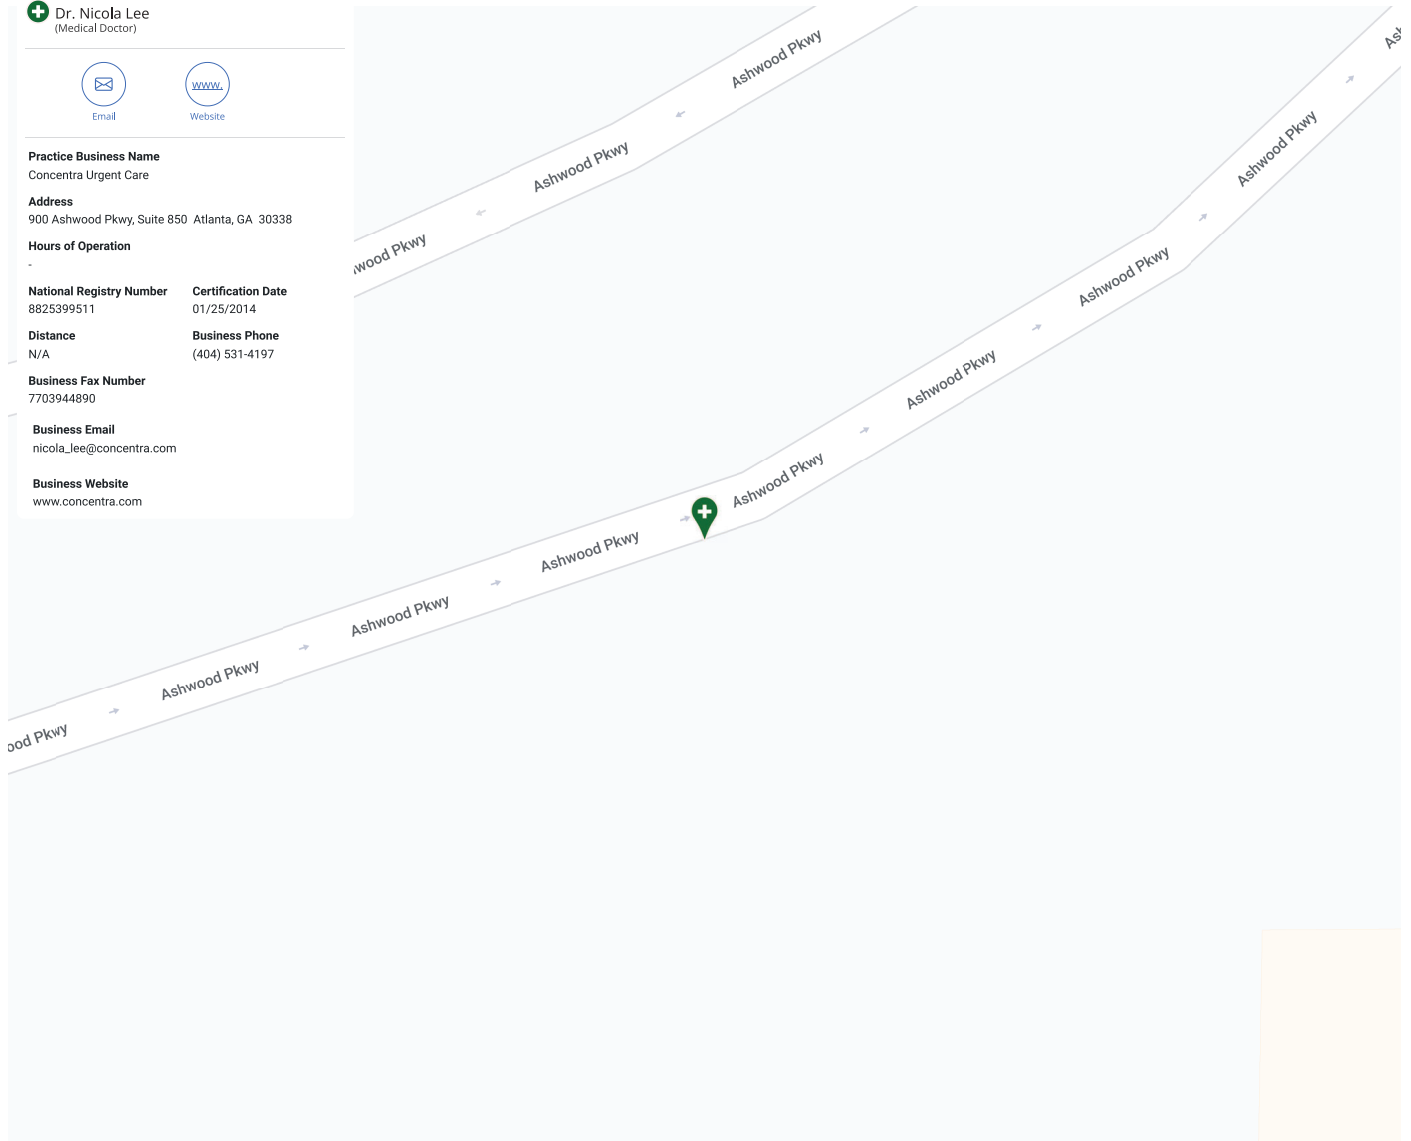 Dr. Nicola Lee
(Medical Doctor)
www.
Email
Website
Practice Business Name
Concentra Urgent Care
Address
900 Ashwood Pkwy, Suite 850  Atlanta, GA  30338
Hours of Operation
-
National Registry Number
Certification Date
8825399511
01/25/2014
Distance
Business Phone
N/A
(404) 531-4197
Business Fax Number
7703944890
Business Email
nicola_lee@concentra.com
Business Website
www.concentra.com
Ashwood Pkwy
Ashwood Pkwy
wood Pkwy
Ash
Ashwood Pkwy
Ashwood Pkwy
Ashwood Pkwy
Ashwood Pkwy
Ashwood Pkwy
Ashwood Pkwy
Ashwood Pkwy
ood Pkwy